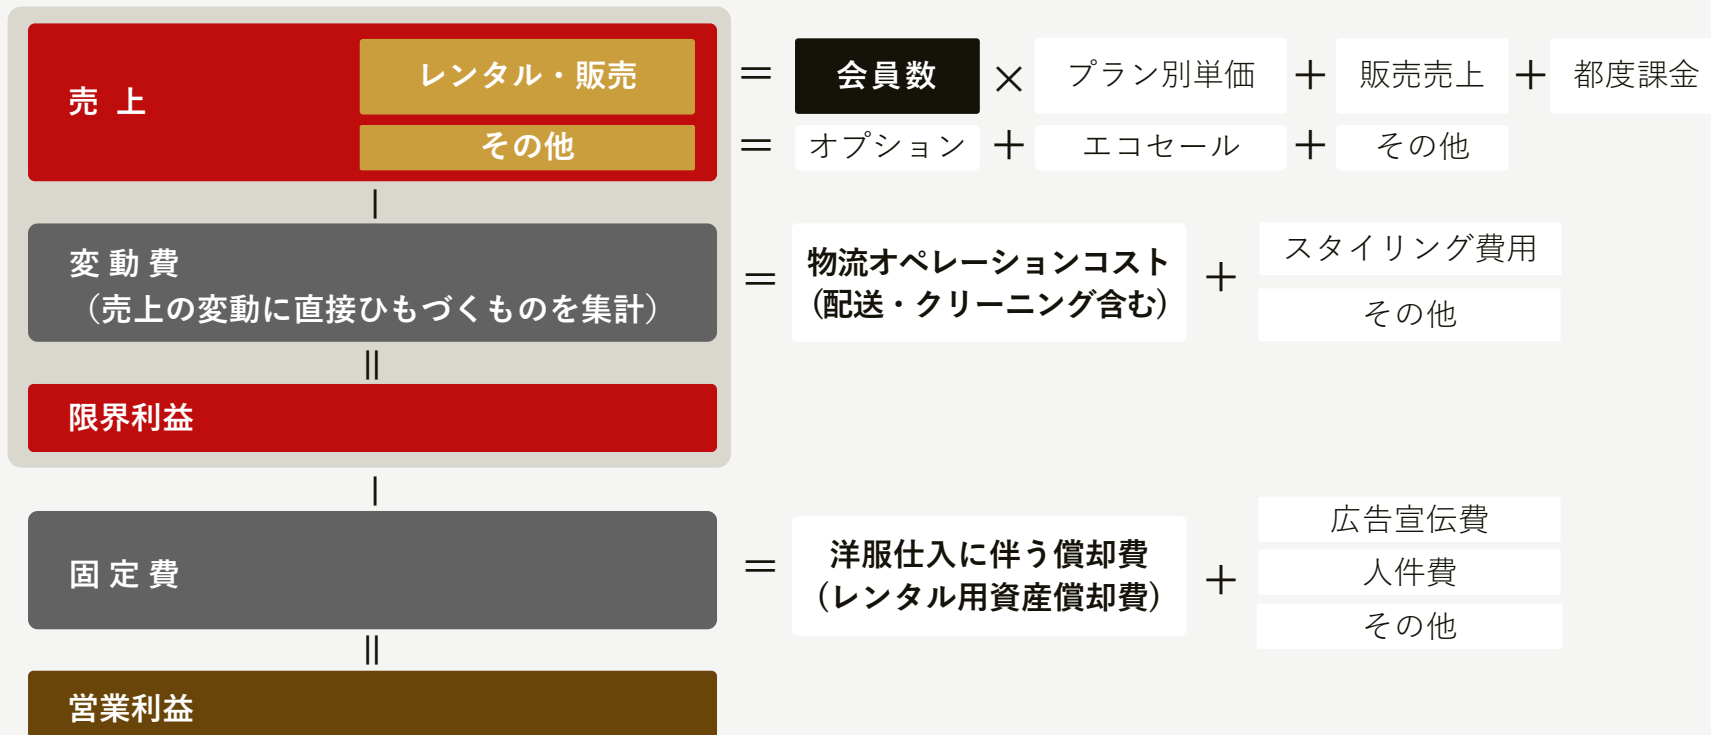 売上 レンタル・販売 = 会員数 × プラン別単価 + 販売売上 + 都度課金
その他 = オプション + エコセール + その他
|
変動費
（売上の変動に直接ひもづくものを集計）
= 物流オペレーションコスト
（配送・クリーニング含む）
+ スタイリング費用
その他
||
限界利益
|
固定費
= 洋服仕入に伴う償却費
（レンタル用資産償却費）
+ 広告宣伝費
人件費
その他
||
営業利益